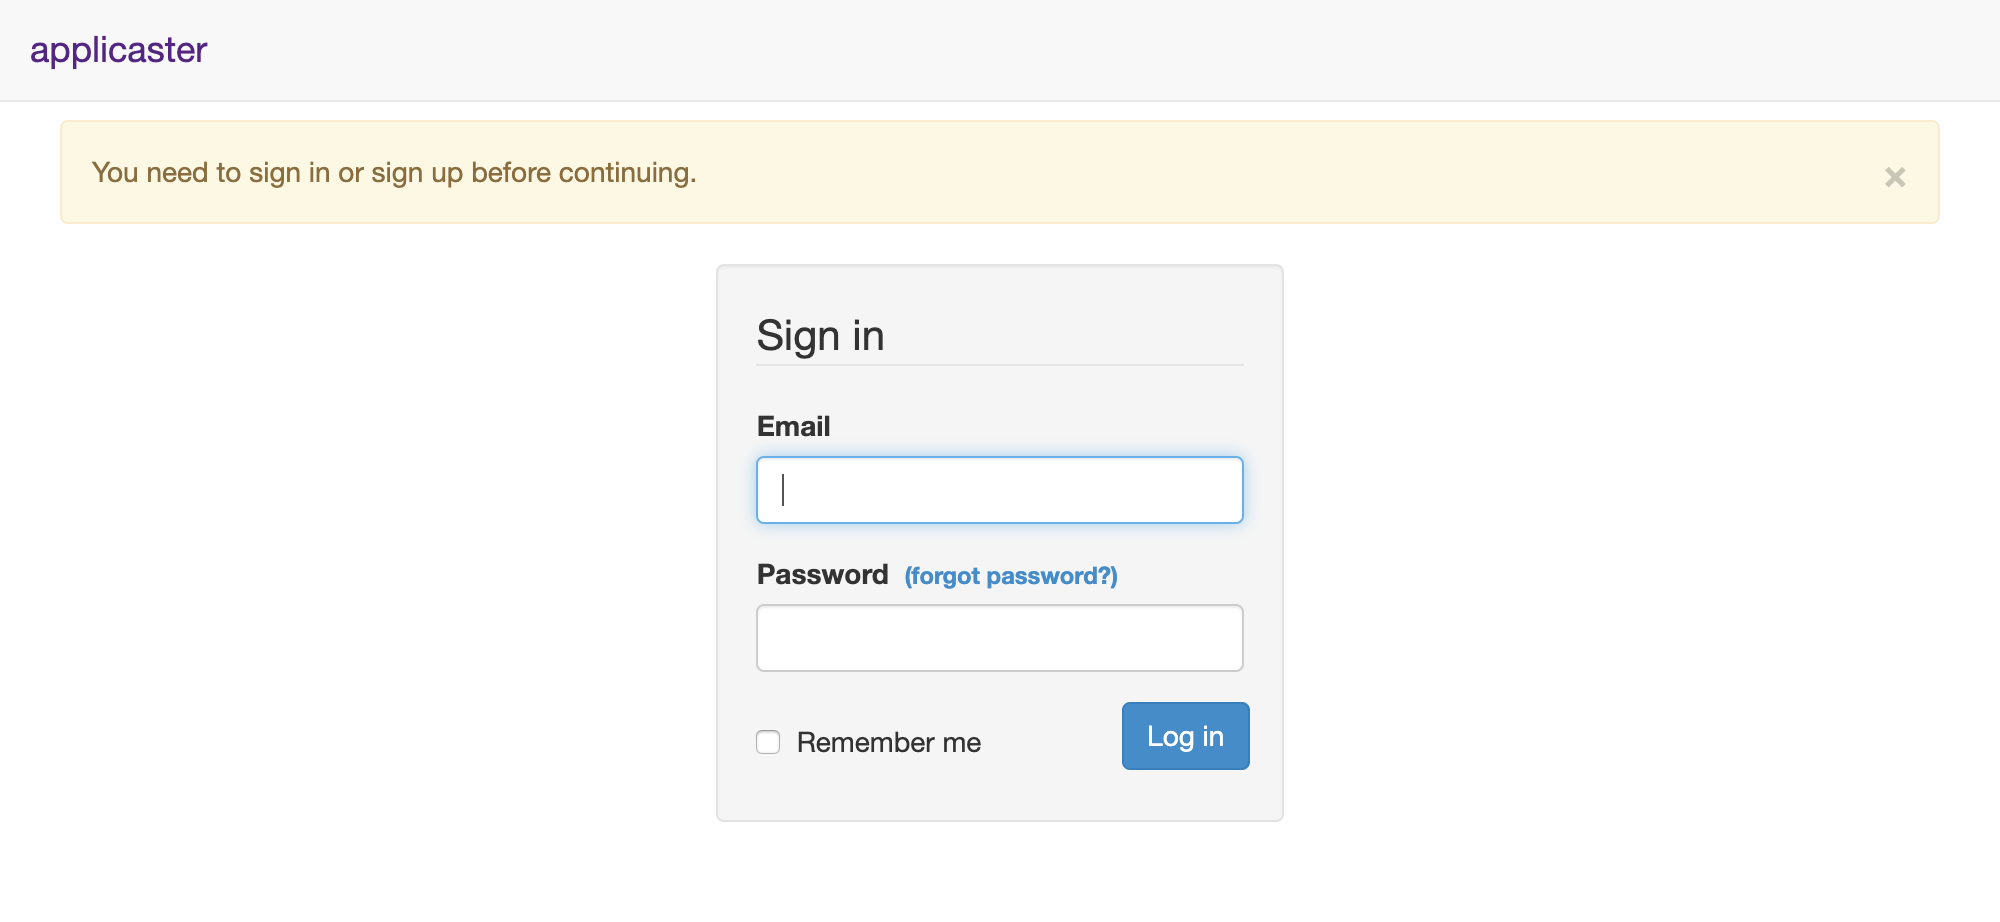 applicaster
You need to sign in or sign up before continuing.
×
Sign in
Email
Password (forgot password?)
Remember me
Log in